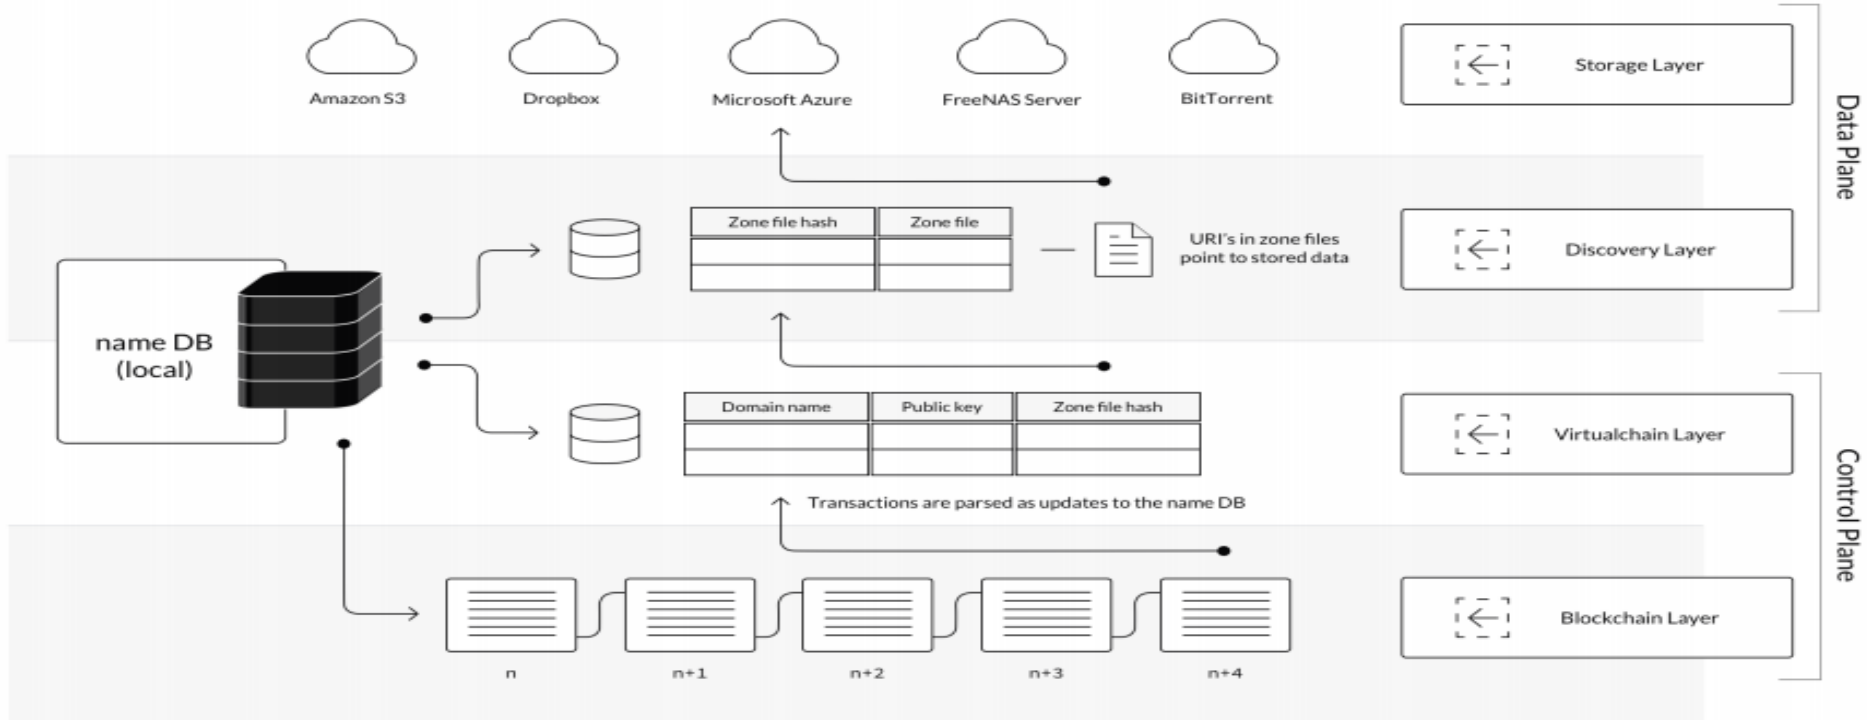 Amazon S3
Dropbox
Microsoft Azure
FreeNAS Server
BitTorrent
Storage Layer
Data Plane
Zone file hash
Zone file
URI's in zone files
point to stored data
Discovery Layer
name DB
(local)
Domain name
Public key
Zone file hash
Virtualchain Layer
Control Plane
Transactions are parsed as updates to the name DB
Blockchain Layer
n
n+1
n+2
n+3
n+4